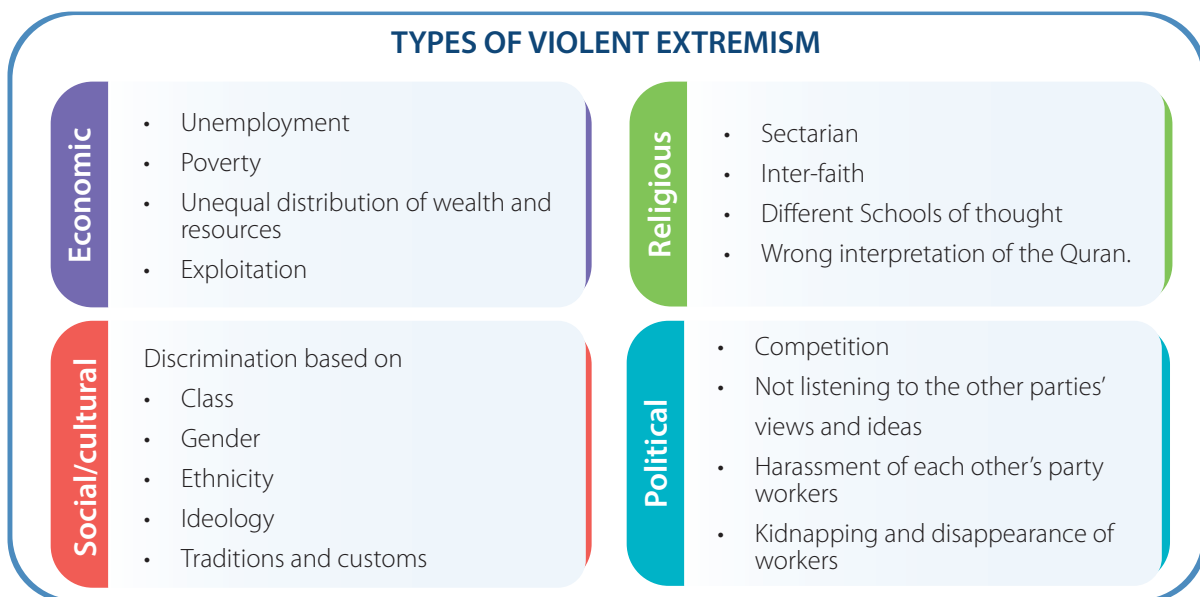 TYPES OF VIOLENT EXTREMISM
Economic
• Unemployment
• Poverty
• Unequal distribution of wealth and
resources
• Exploitation
Religious
• Sectarian
• Inter-faith
• Different Schools of thought
• Wrong interpretation of the Quran.
Social/cultural
Discrimination based on
• Class
• Gender
• Ethnicity
• Ideology
• Traditions and customs
Political
• Competition
• Not listening to the other parties’
views and ideas
• Harassment of each other’s party
workers
• Kidnapping and disappearance of
workers